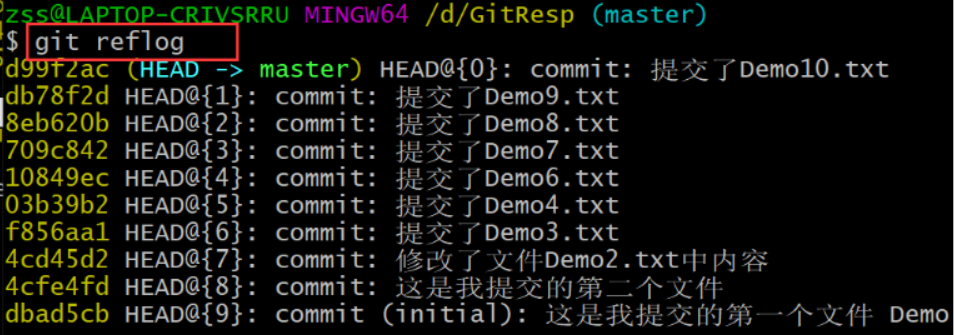 zss@LAPTOP-CRIVSRRU MINGW64 /d/GitResp (master)
$ git reflog
d99f2ac (HEAD -> master) HEAD@{0}: commit: 提交了Demo10.txt
db78f2d HEAD@{1}: commit: 提交了Demo9.txt
8eb620b HEAD@{2}: commit: 提交了Demo8.txt
709c842 HEAD@{3}: commit: 提交了Demo7.txt
10849ec HEAD@{4}: commit: 提交了Demo6.txt
03b39b2 HEAD@{5}: commit: 提交了Demo4.txt
f856aa1 HEAD@{6}: commit: 提交了Demo3.txt
4cd45d2 HEAD@{7}: commit: 修改了文件Demo2.txt中内容
4cfe4fd HEAD@{8}: commit: 这是我提交的第二个文件
dbad5cb HEAD@{9}: commit (initial): 这是我提交的第一个文件 Demo